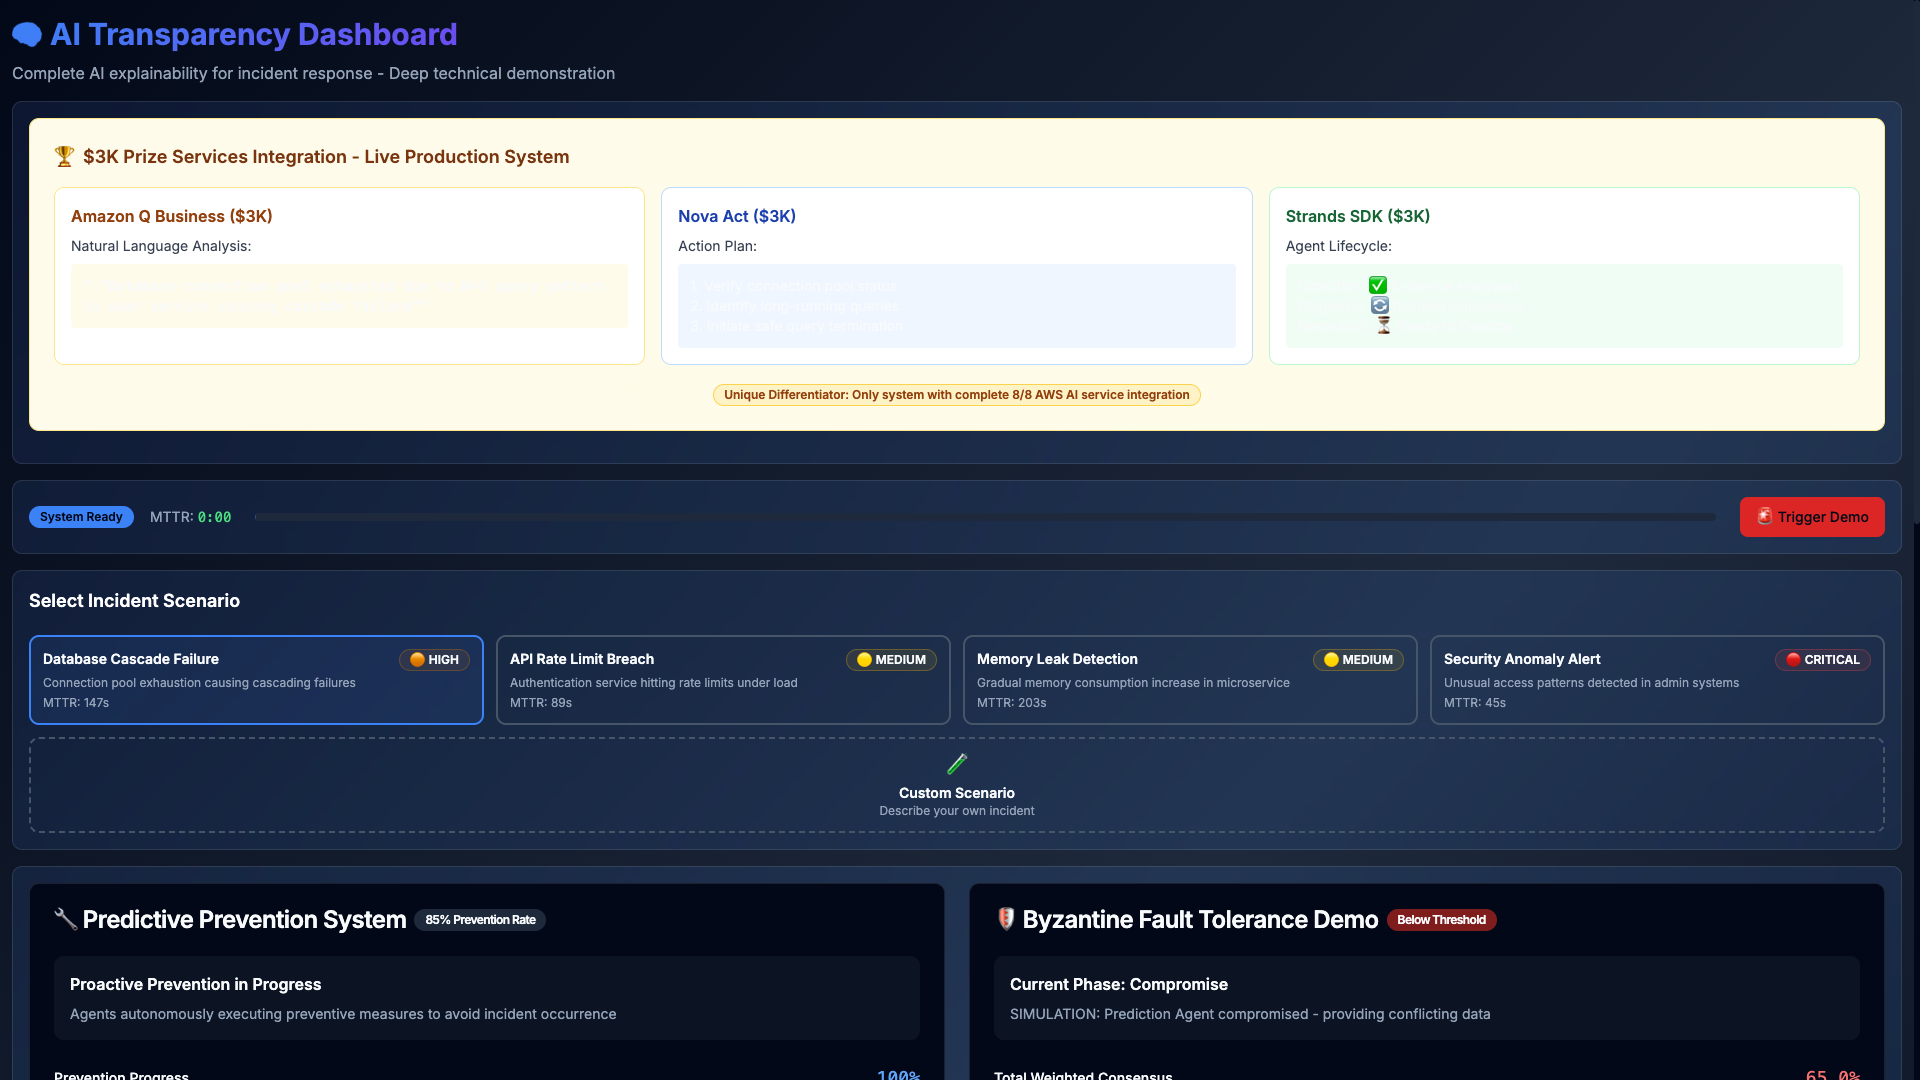 AI Transparency Dashboard
Complete AI explainability for incident response - Deep technical demonstration
$3K Prize Services Integration - Live Production System
Amazon Q Business ($3K)
Natural Language Analysis:
Nova Act ($3K)
Action Plan:
1. Verify connection pool status
2. Identify long-running queries
3. Initiate safe query termination
Strands SDK ($3K)
Agent Lifecycle:
Unique Differentiator: Only system with complete 8/8 AWS AI service integration
System Ready
MTTR: 0:00
Trigger Demo
Select Incident Scenario
Database Cascade Failure
HIGH
Connection pool exhaustion causing cascading failures
MTTR: 147s
API Rate Limit Breach
MEDIUM
Authentication service hitting rate limits under load
MTTR: 89s
Memory Leak Detection
MEDIUM
Gradual memory consumption increase in microservice
MTTR: 203s
Security Anomaly Alert
CRITICAL
Unusual access patterns detected in admin systems
MTTR: 45s
Custom Scenario
Describe your own incident
Predictive Prevention System
85% Prevention Rate
Proactive Prevention in Progress
Agents autonomously executing preventive measures to avoid incident occurrence
Prevention Progress
100%
Byzantine Fault Tolerance Demo
Below Threshold
Current Phase: Compromise
SIMULATION: Prediction Agent compromised - providing conflicting data
Total Weighted Consensus
65.0%